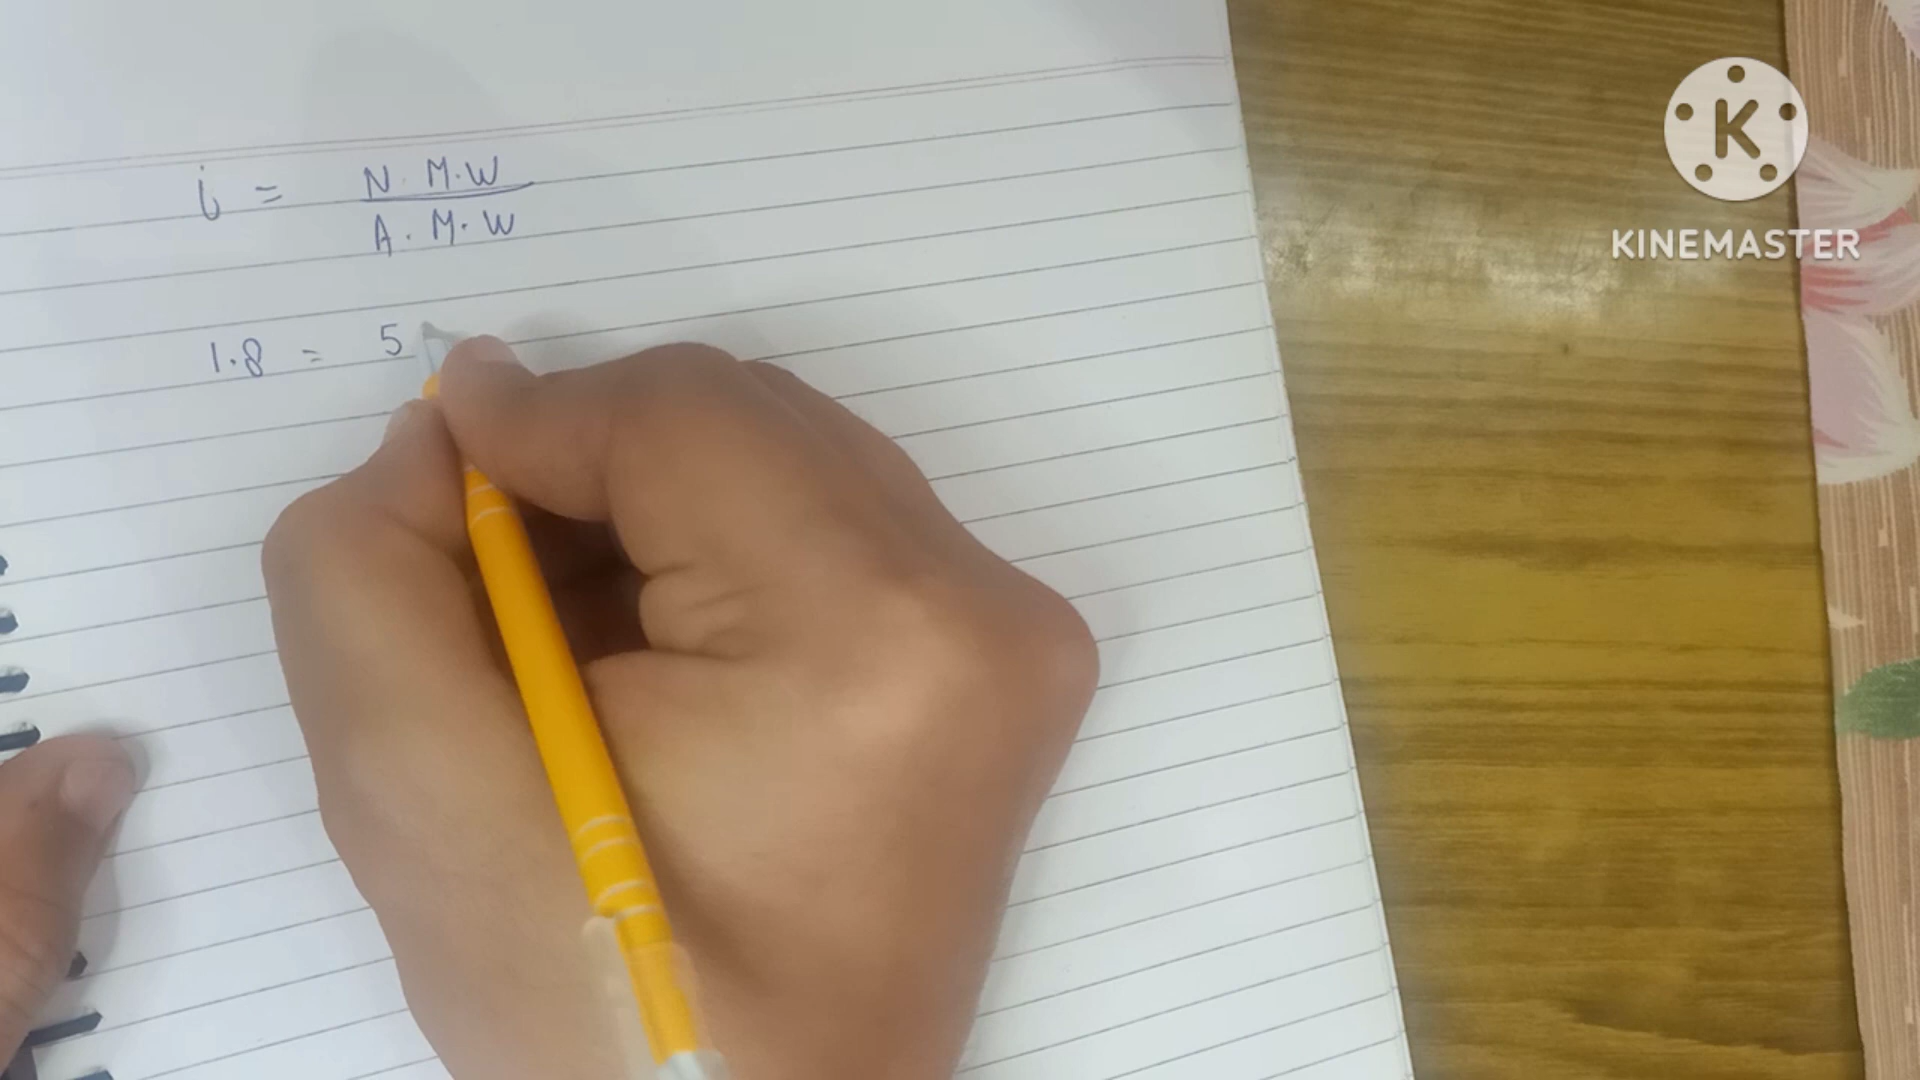 i = N. M.W
A. M.W
1.8 = 5
K
KINEMASTER